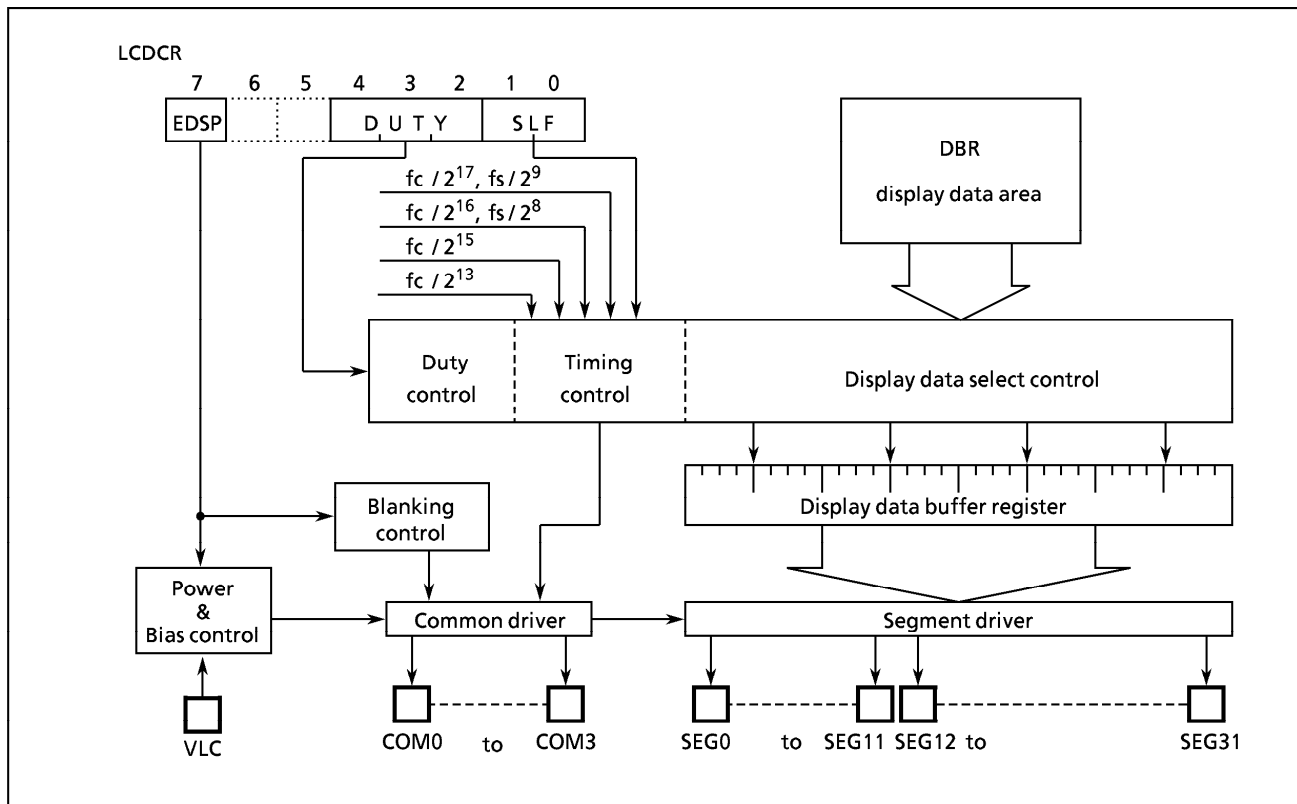 LCDCR
7 6 5 4 3 2 1 0
EDSP D U T Y S L F
fc / 2^17, fs / 2^9
fc / 2^16, fs / 2^8
fc / 2^15
fc / 2^13
DBR
display data area
Duty
control
Timing
control
Display data select control
Display data buffer register
Blanking
control
Power
&
Bias control
Common driver
Segment driver
VLC
COM0 to COM3
SEG0 to SEG11 SEG12 to SEG31